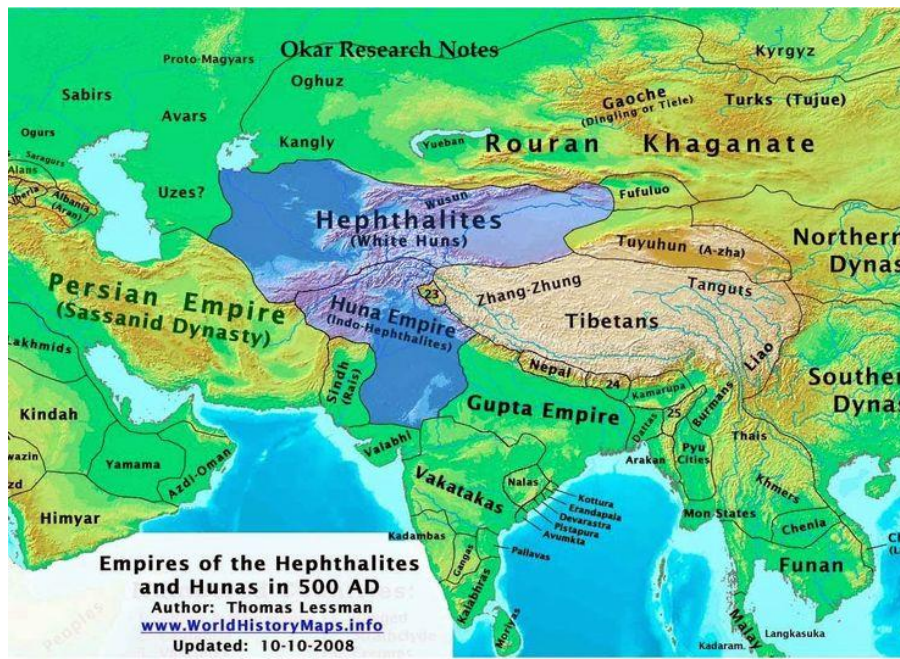 Okar Research Notes
Kyrgyz
Proto-Magyars
Oghuz
Sabirs
Gaoche
(Dingling or Tiele)
Turks (Tujue)
Avars
Ogurs
Kangly
Yueban
Rouran Khaganate
Saragurs
Alans
Iberia
Albania
(Aran)
Uzes?
Wusun
Fufuluo
Hephthalites
(White Huns)
Tuyuhun (A-zha)
Northern
Dynas
Persian Empire
(Sassanid Dynasty)
Huna Empire
(Indo-Hephthalites)
23
Zhang-Zhung
Tanguts
Tibetans
Lakhmids
Sindh
(Rais)
Nepal
24
Liao
Kamarupa
Southern
Dynas
Kindah
Gupta Empire
Dattas
25
Burmans
Thais
wazin
Yamama
Azdi-Oman
Valabhi
Arakan
Pyu
Cities
zd
Vakatakas
Nalas
Kottura
Erandapala
Devarastra
Pistapura
Avumkta
Khmers
Himyar
Mon States
Chenla
Kadambas
Pallavas
Gangas
Kalabhras
Moriyas
Funan
Ch
(L
Malay
Langkasuka
Kadaram.
Empires of the Hephthalites
and Hunas in 500 AD
Author: Thomas Lessman
www.WorldHistoryMaps.info
Updated: 10-10-2008